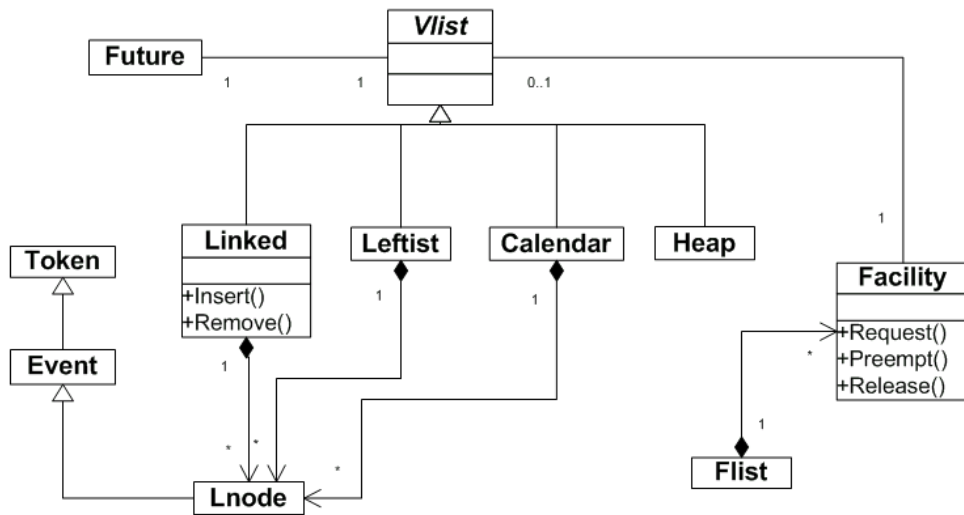 Vlist
Future
1
1
0..1
1
Linked
+Insert()
+Remove()
Leftist
Calendar
Heap
Token
Facility
+Request()
+Preempt()
+Release()
1
1
1
Event
*
1
*
*
*
Flist
Lnode